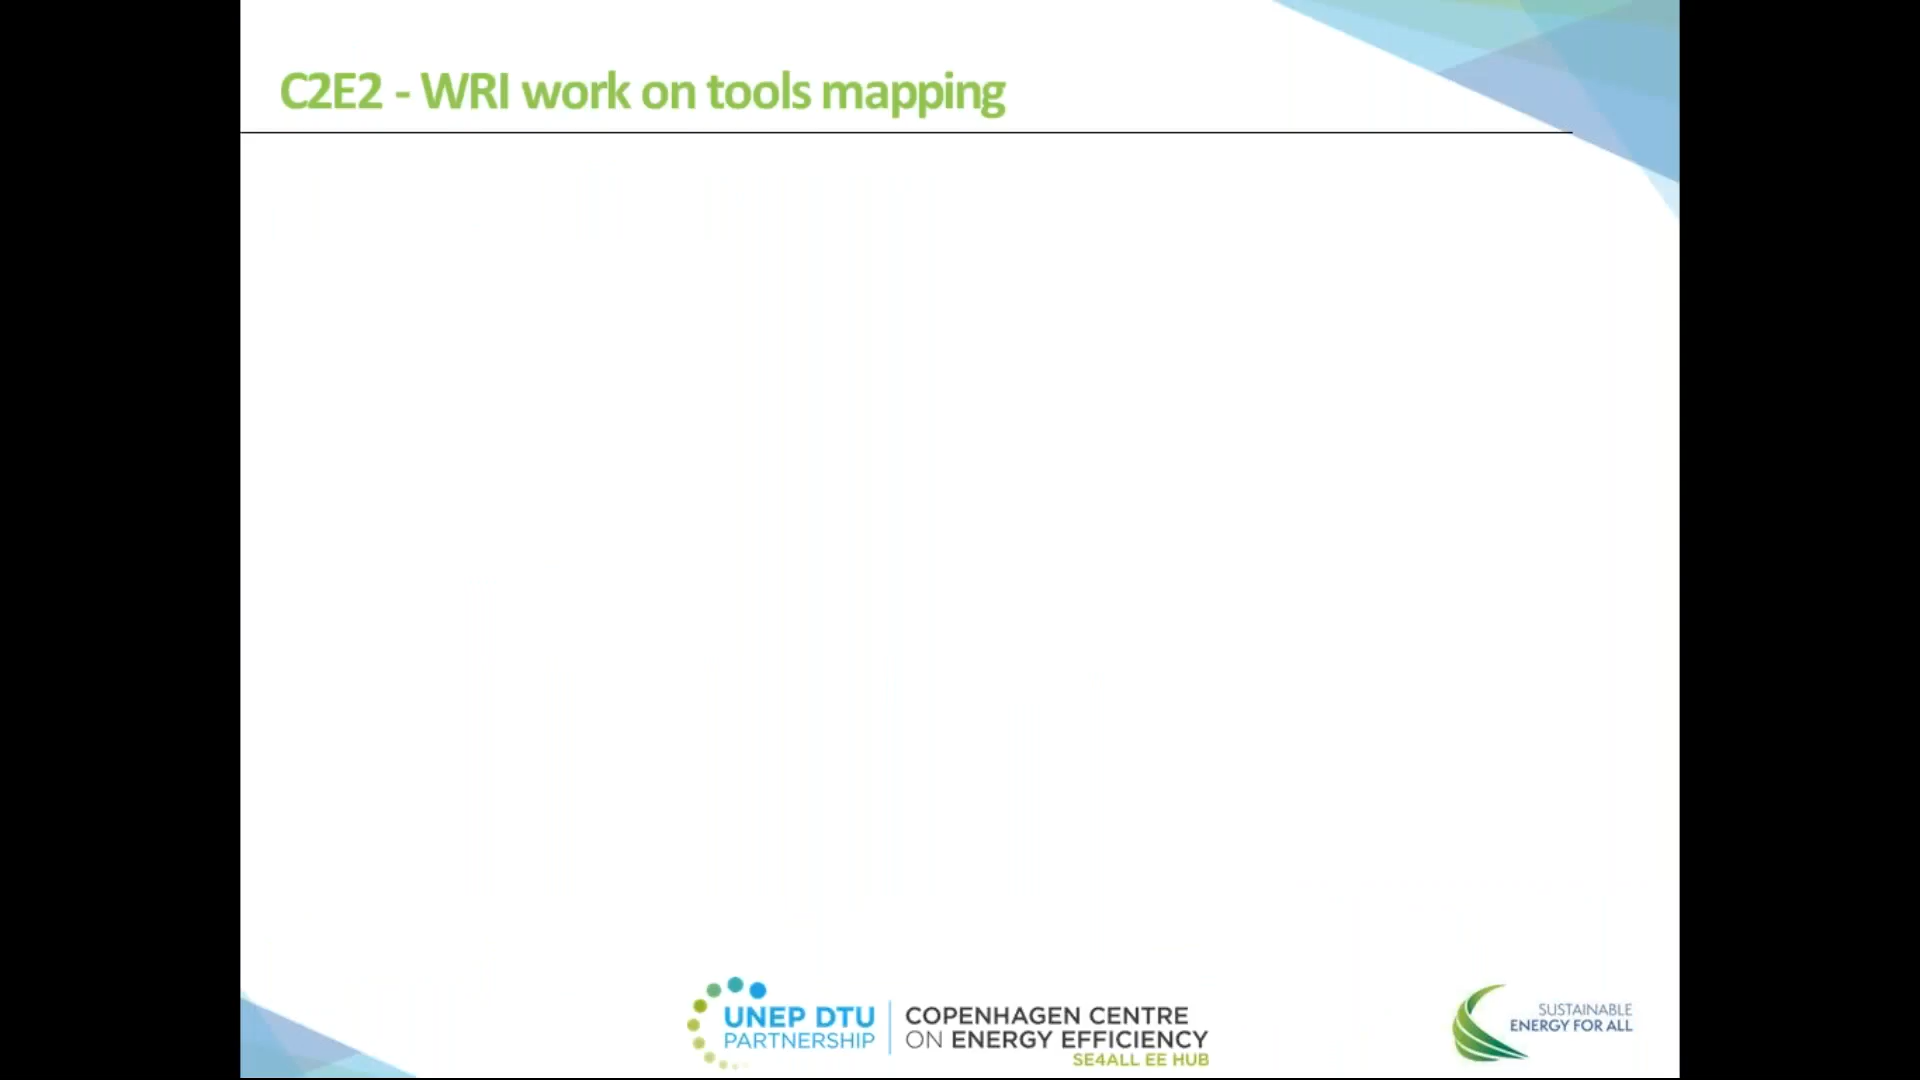 C2E2 - WRI work on tools mapping
UNEP DTU
PARTNERSHIP
COPENHAGEN CENTRE
ON ENERGY EFFICIENCY
SE4ALL EE HUB
SUSTAINABLE
ENERGY FOR ALL